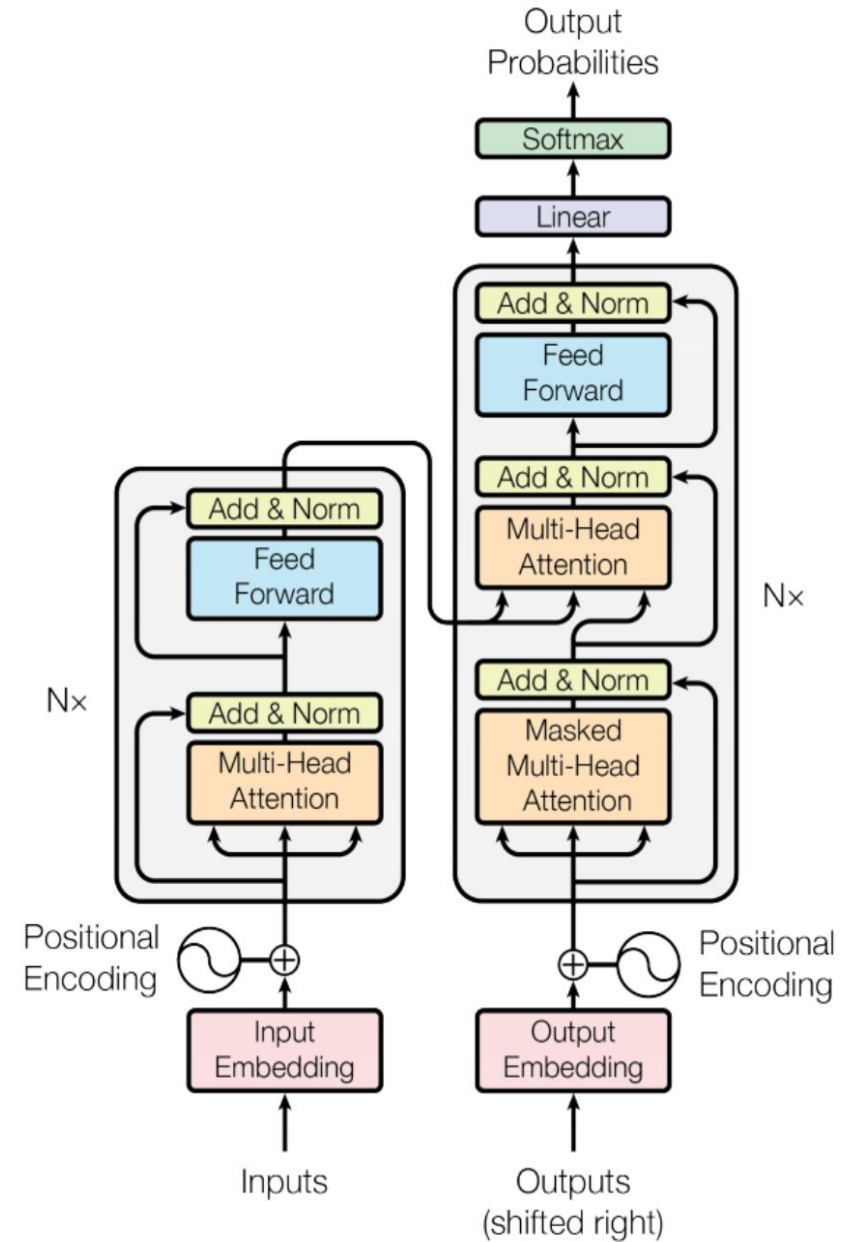 Output
Probabilities
Softmax
Linear
Add & Norm
Feed
Forward
Add & Norm
Multi-Head
Attention
Nx
Add & Norm
Masked
Multi-Head
Attention
Add & Norm
Feed
Forward
Nx
Add & Norm
Multi-Head
Attention
Positional
Encoding
Positional
Encoding
Input
Embedding
Output
Embedding
Inputs
Outputs
(shifted right)